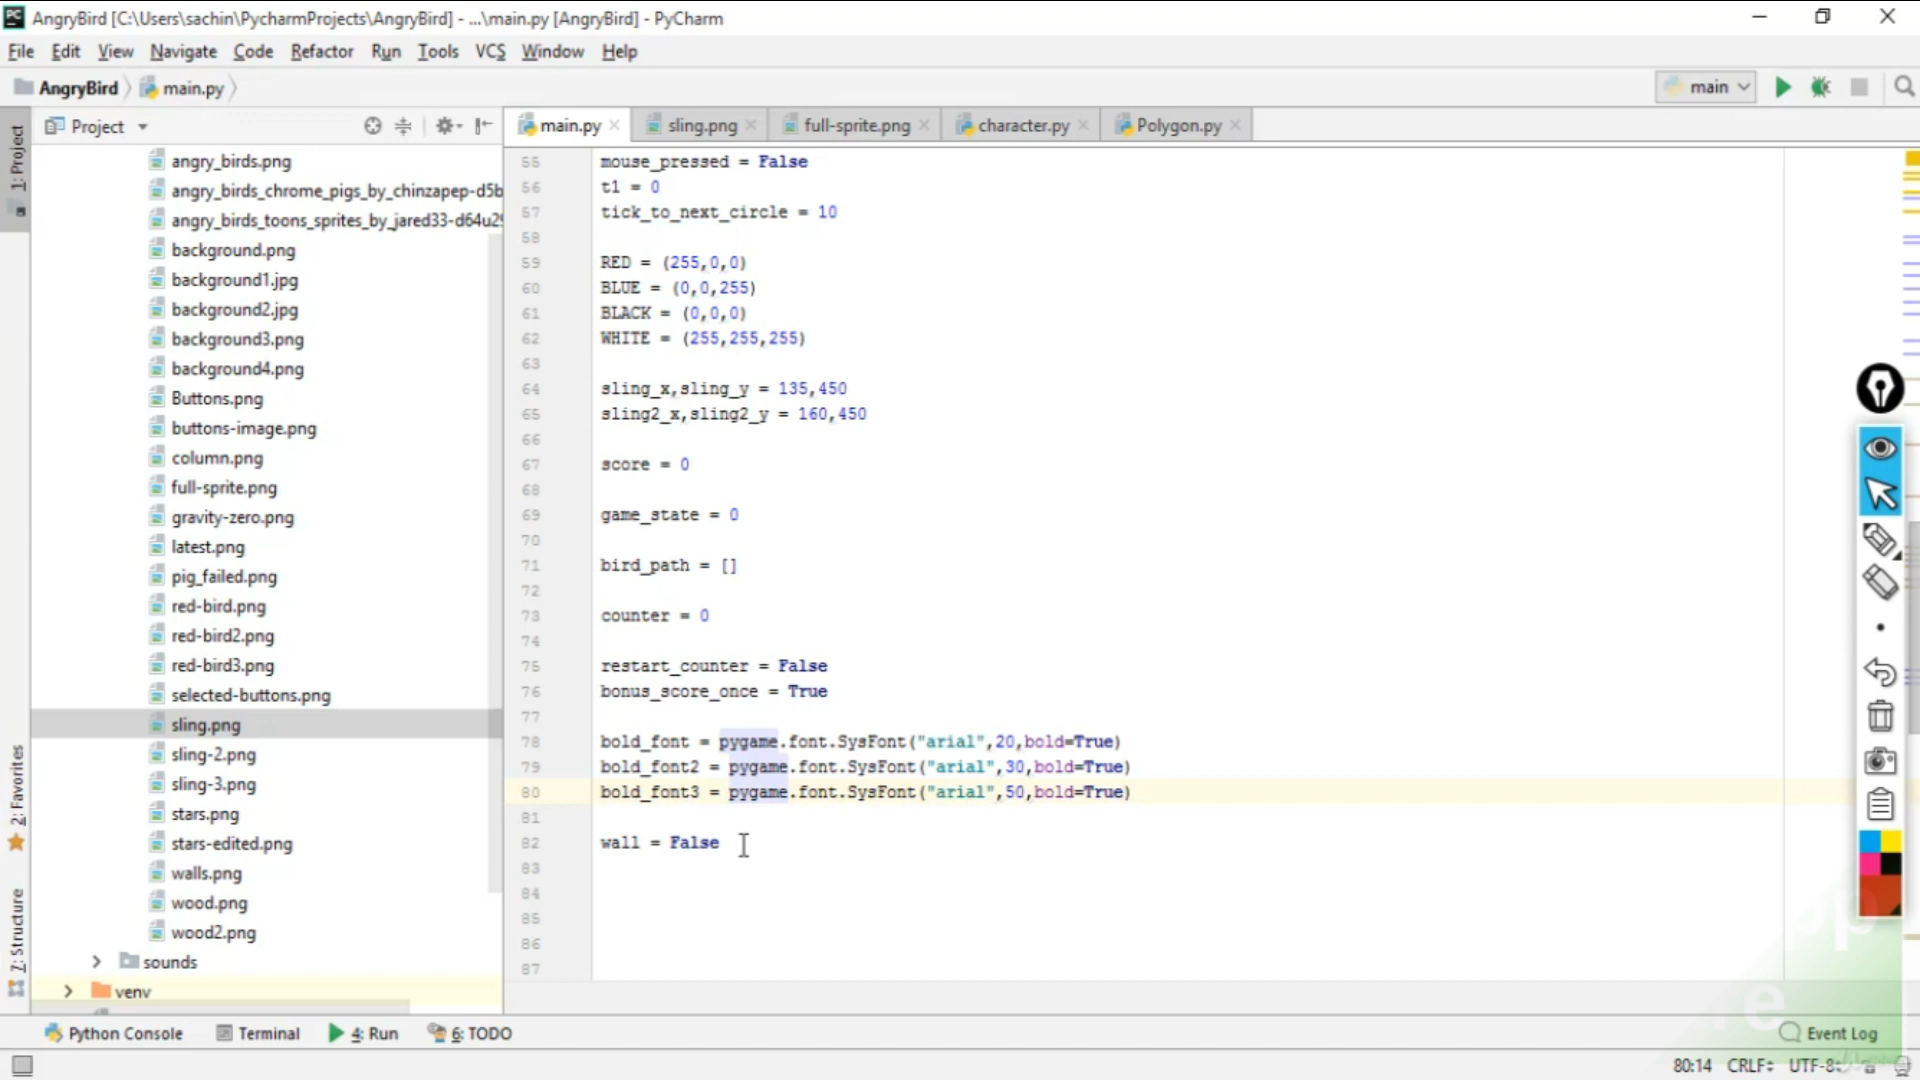 AngryBird [C:\Users\sachin\PycharmProjects\AngryBird] - ...\main.py [AngryBird] - PyCharm
File Edit View Navigate Code Refactor Run Tools VCS Window Help
AngryBird main.py main
Project main.py sling.png full-sprite.png character.py Polygon.py
1: Project
2: Favorites
7: Structure
angry_birds.png
angry_birds_chrome_pigs_by_chinzapep-d5b
angry_birds_toons_sprites_by_jared33-d64u2
background.png
background1.jpg
background2.jpg
background3.png
background4.png
Buttons.png
buttons-image.png
column.png
full-sprite.png
gravity-zero.png
latest.png
pig_failed.png
red-bird.png
red-bird2.png
red-bird3.png
selected-buttons.png
sling.png
sling-2.png
sling-3.png
stars.png
stars-edited.png
walls.png
wood.png
wood2.png
sounds
venv
55 mouse_pressed = False
56 t1 = 0
57 tick_to_next_circle = 10
58
59 RED = (255,0,0)
60 BLUE = (0,0,255)
61 BLACK = (0,0,0)
62 WHITE = (255,255,255)
63
64 sling_x,sling_y = 135,450
65 sling2_x,sling2_y = 160,450
66
67 score = 0
68
69 game_state = 0
70
71 bird_path = []
72
73 counter = 0
74
75 restart_counter = False
76 bonus_score_once = True
77
78 bold_font = pygame.font.SysFont("arial",20,bold=True)
79 bold_font2 = pygame.font.SysFont("arial",30,bold=True)
80 bold_font3 = pygame.font.SysFont("arial",50,bold=True)
81
82 wall = False
83
84
85
86
87
Python Console Terminal 4: Run 6: TODO Event Log
80:14 CRLF UTF-8